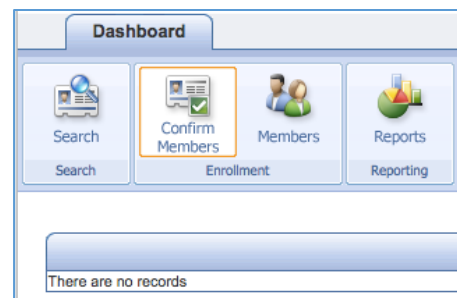 Dashboard
Search
Confirm
Members
Members
Reports
Search
Enrollment
Reporting
There are no records